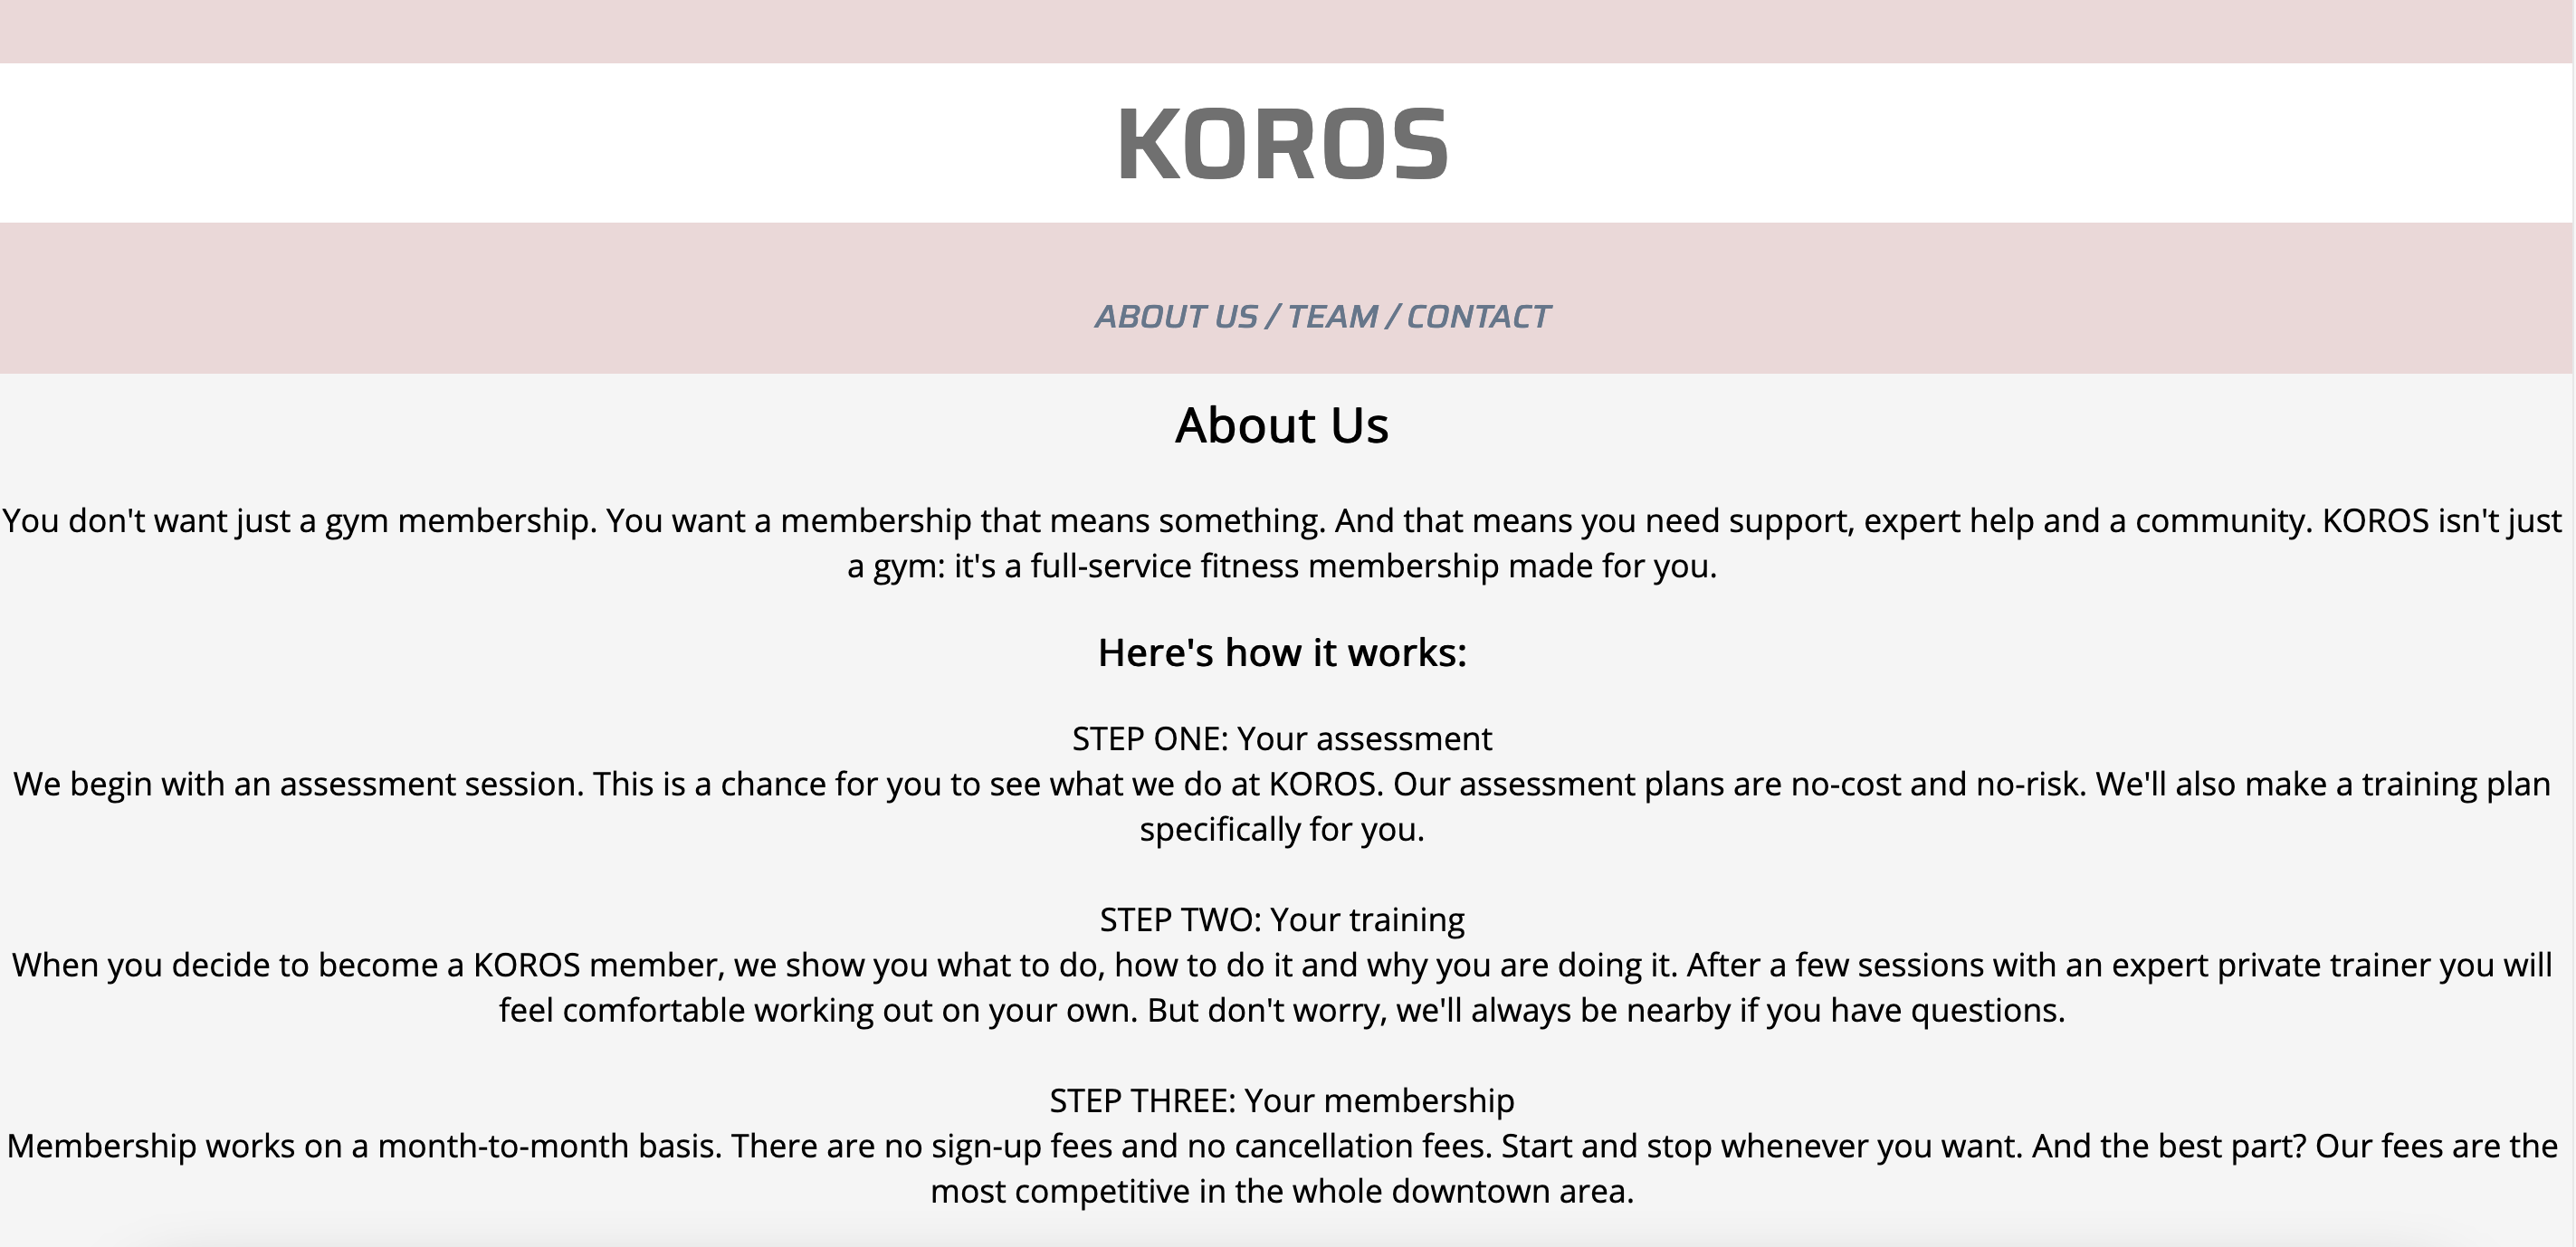 KOROS
ABOUT US / TEAM / CONTACT
About Us
You don't want just a gym membership. You want a membership that means something. And that means you need support, expert help and a community. KOROS isn't just
a gym: it's a full-service fitness membership made for you.
Here's how it works:
STEP ONE: Your assessment
We begin with an assessment session. This is a chance for you to see what we do at KOROS. Our assessment plans are no-cost and no-risk. We'll also make a training plan
specifically for you.
STEP TWO: Your training
When you decide to become a KOROS member, we show you what to do, how to do it and why you are doing it. After a few sessions with an expert private trainer you will
feel comfortable working out on your own. But don't worry, we'll always be nearby if you have questions.
STEP THREE: Your membership
Membership works on a month-to-month basis. There are no sign-up fees and no cancellation fees. Start and stop whenever you want. And the best part? Our fees are the
most competitive in the whole downtown area.